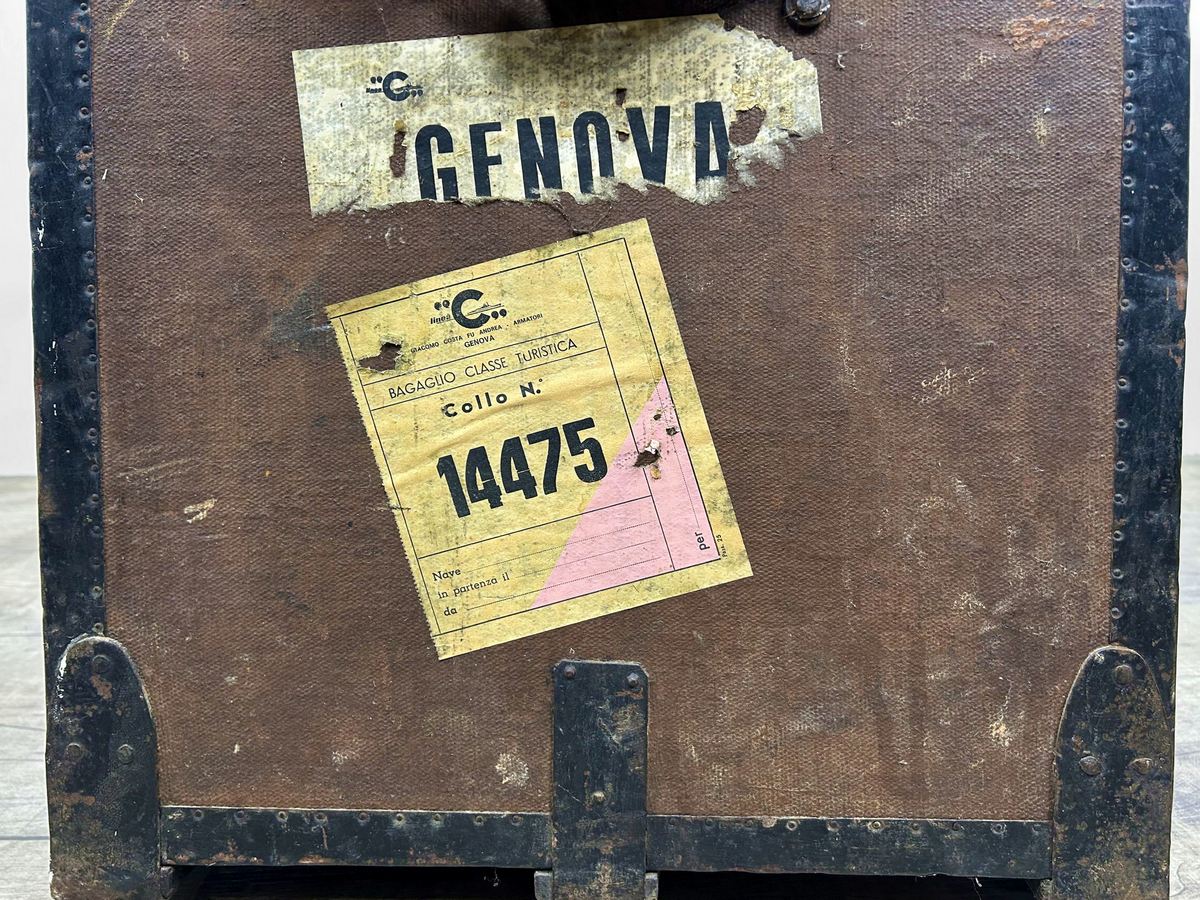 linea "C"
GENOVA
linea "C"
GIACOMO COSTA FU ANDREA - ARMATORI
GENOVA
BAGAGLIO CLASSE TURISTICA
Collo N.°
14475
Nave
in partenza il
da
per